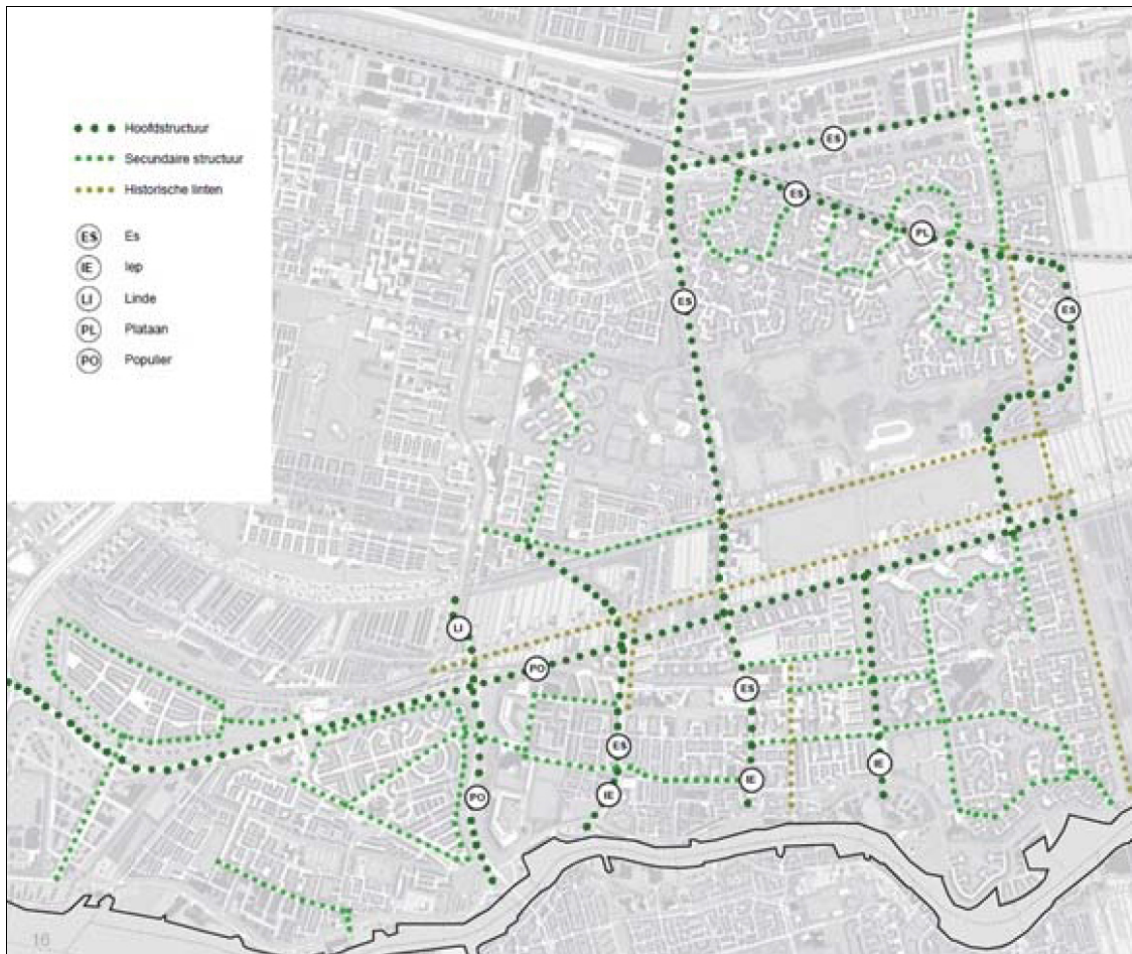 Hoofdstructuur
Secundaire structuur
Historische linten
ES Es
IE Iep
LI Linde
PL Plataan
PO Populier
ES
ES
PL
ES
ES
LI
PO
ES
ES
IE
IE
PO
IE
16